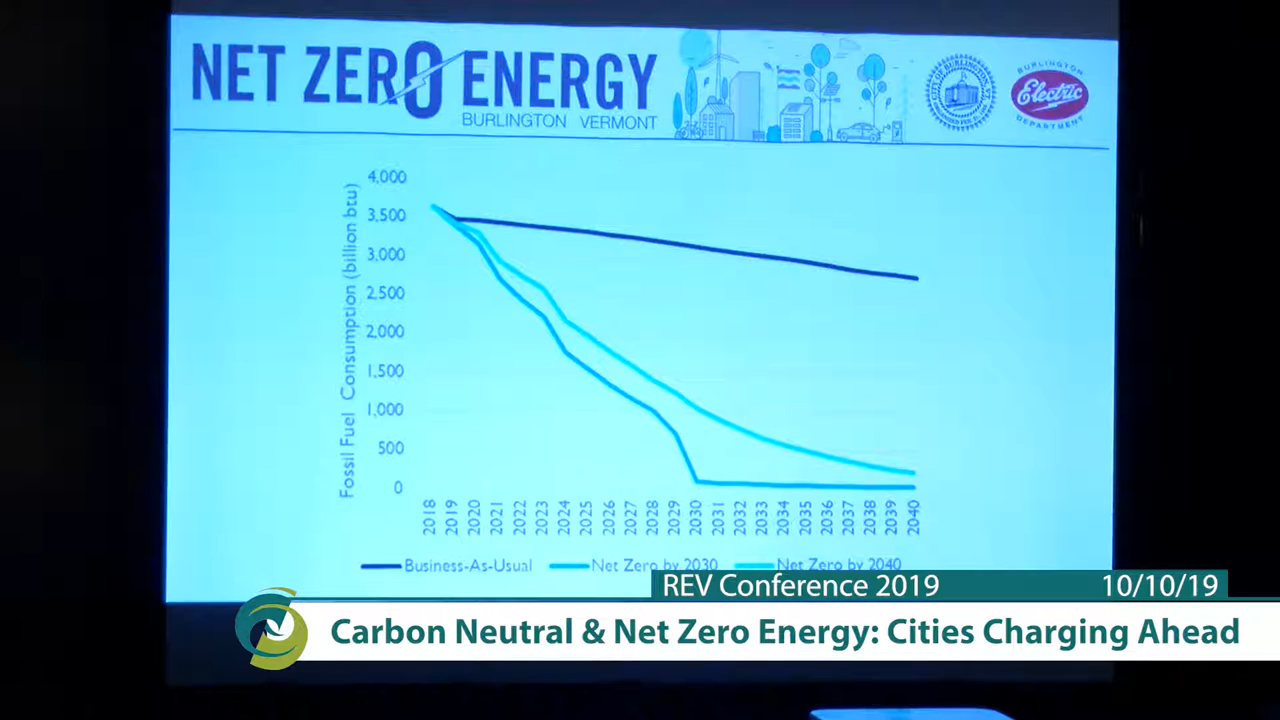 NET ZERO ENERGY
BURLINGTON VERMONT
CITY OF BURLINGTON, VT.
BURLINGTON
Electric
DEPARTMENT
Fossil Fuel Consumption (billion btu)
4,000
3,500
3,000
2,500
2,000
1,500
1,000
500
0
2018 2019 2020 2021 2022 2023 2024 2025 2026 2027 2028 2029 2030 2031 2032 2033 2034 2035 2036 2037 2038 2039 2040
Business-As-Usual Net Zero by 2030 Net Zero by 2040
REV Conference 2019 10/10/19
Carbon Neutral & Net Zero Energy: Cities Charging Ahead